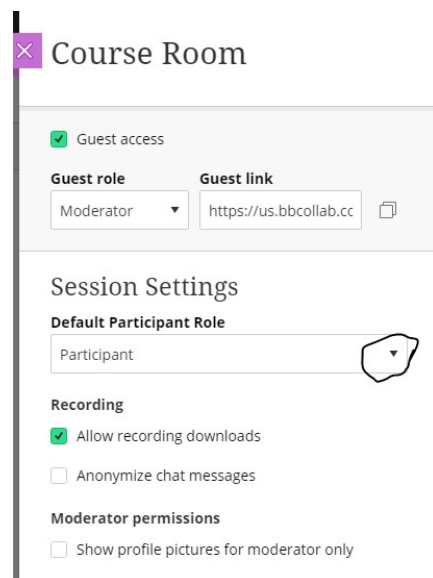 Course Room
Guest access
Guest role Guest link
Moderator https://us.bbcollab.cc
Session Settings
Default Participant Role
Participant
Recording
Allow recording downloads
Anonymize chat messages
Moderator permissions
Show profile pictures for moderator only